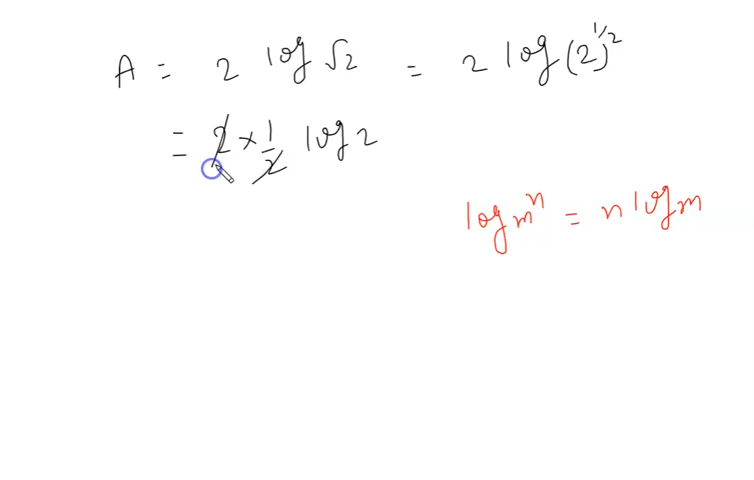 A = 2 log √2 = 2 log (2)^1/2
= 2 × 1/2 log 2
log m^n = n log m